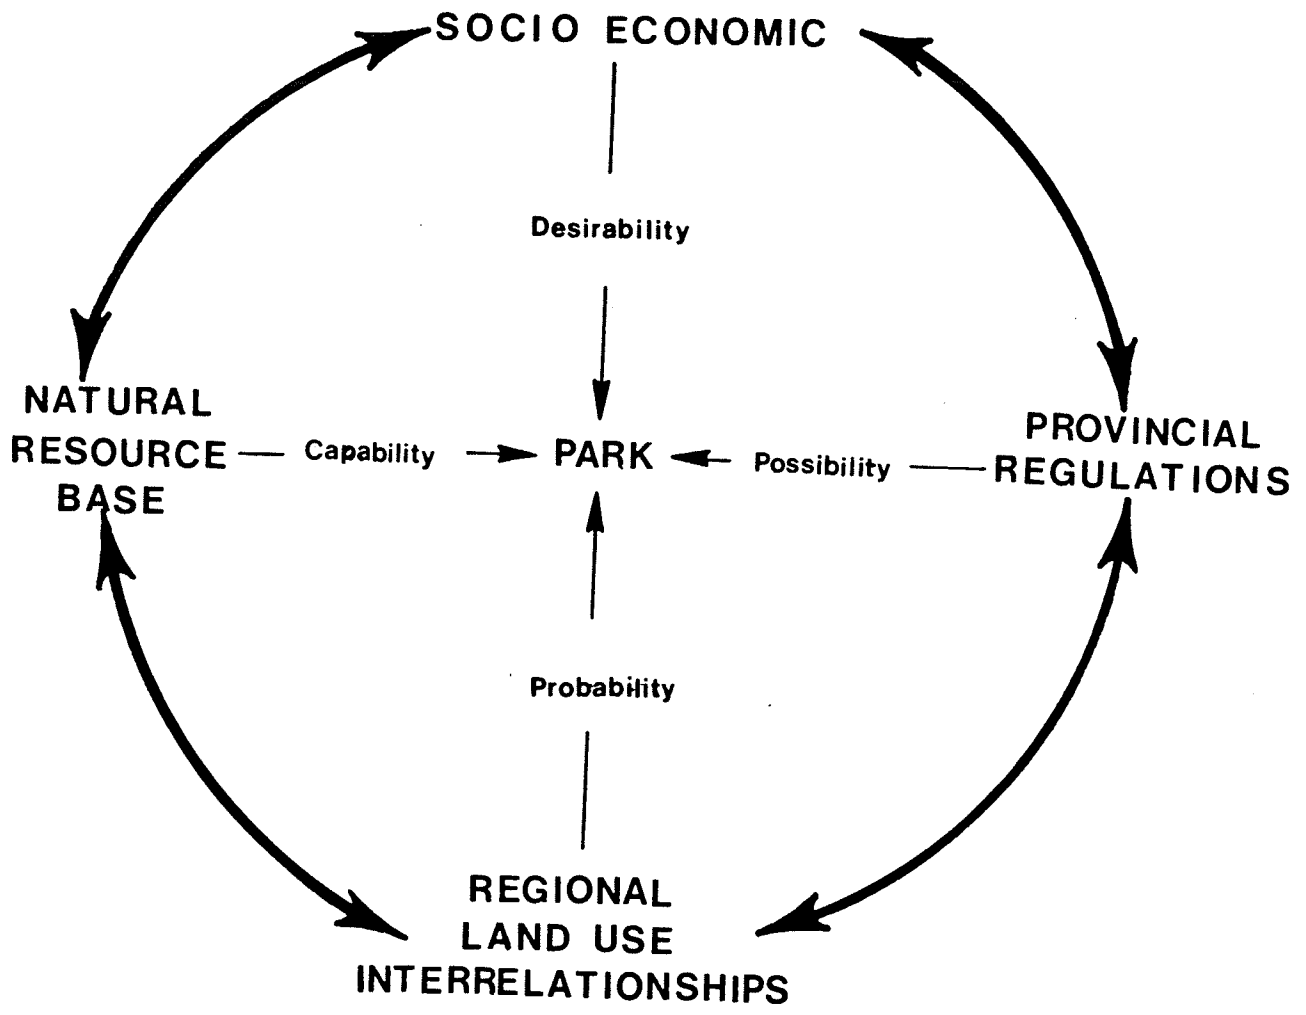 SOCIO ECONOMIC
Desirability
NATURAL
RESOURCE
BASE
Capability
PARK
Possibility
PROVINCIAL
REGULATIONS
Probability
REGIONAL
LAND USE
INTERRELATIONSHIPS